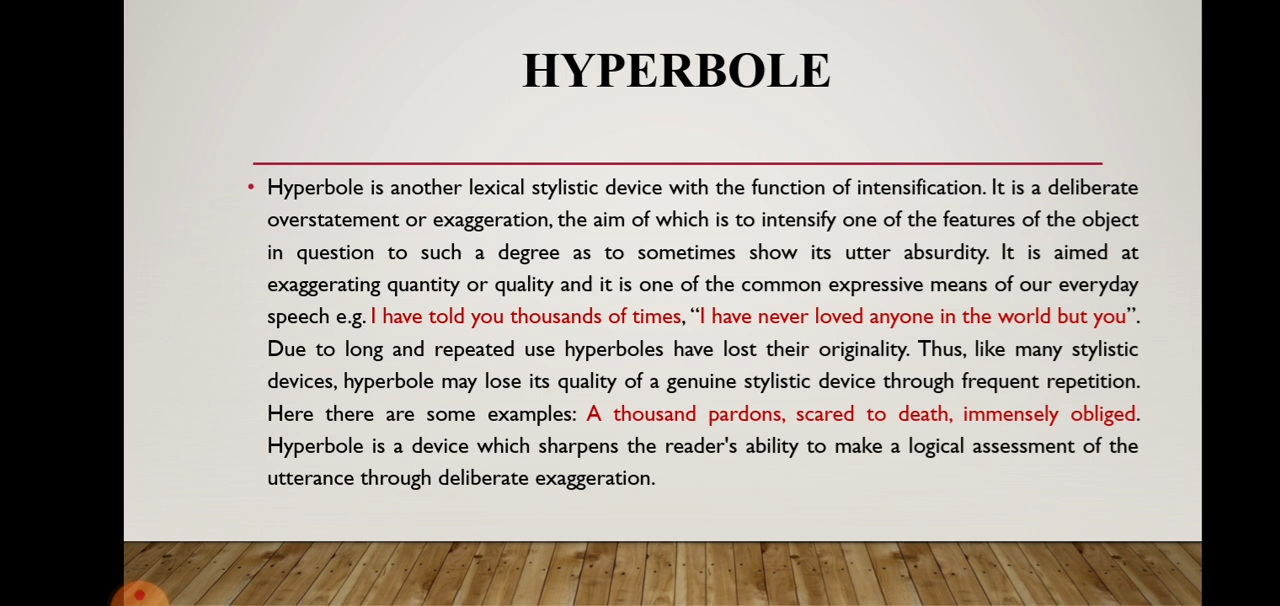 HYPERBOLE
• Hyperbole is another lexical stylistic device with the function of intensification. It is a deliberate
overstatement or exaggeration, the aim of which is to intensify one of the features of the object
in question to such a degree as to sometimes show its utter absurdity. It is aimed at
exaggerating quantity or quality and it is one of the common expressive means of our everyday
speech e.g. I have told you thousands of times, “I have never loved anyone in the world but you”.
Due to long and repeated use hyperboles have lost their originality. Thus, like many stylistic
devices, hyperbole may lose its quality of a genuine stylistic device through frequent repetition.
Here there are some examples: A thousand pardons, scared to death, immensely obliged.
Hyperbole is a device which sharpens the reader's ability to make a logical assessment of the
utterance through deliberate exaggeration.